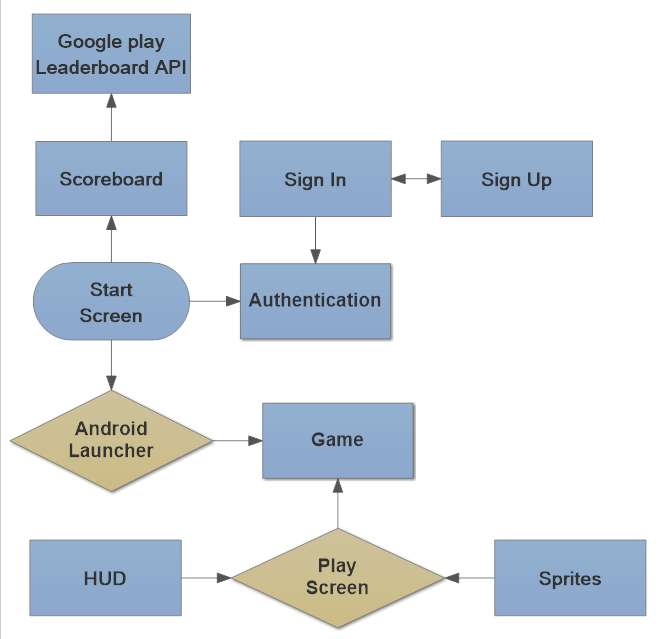 Google play
Leaderboard API
Scoreboard
Sign In
Sign Up
Start
Screen
Authentication
Android
Launcher
Game
HUD
Play
Screen
Sprites